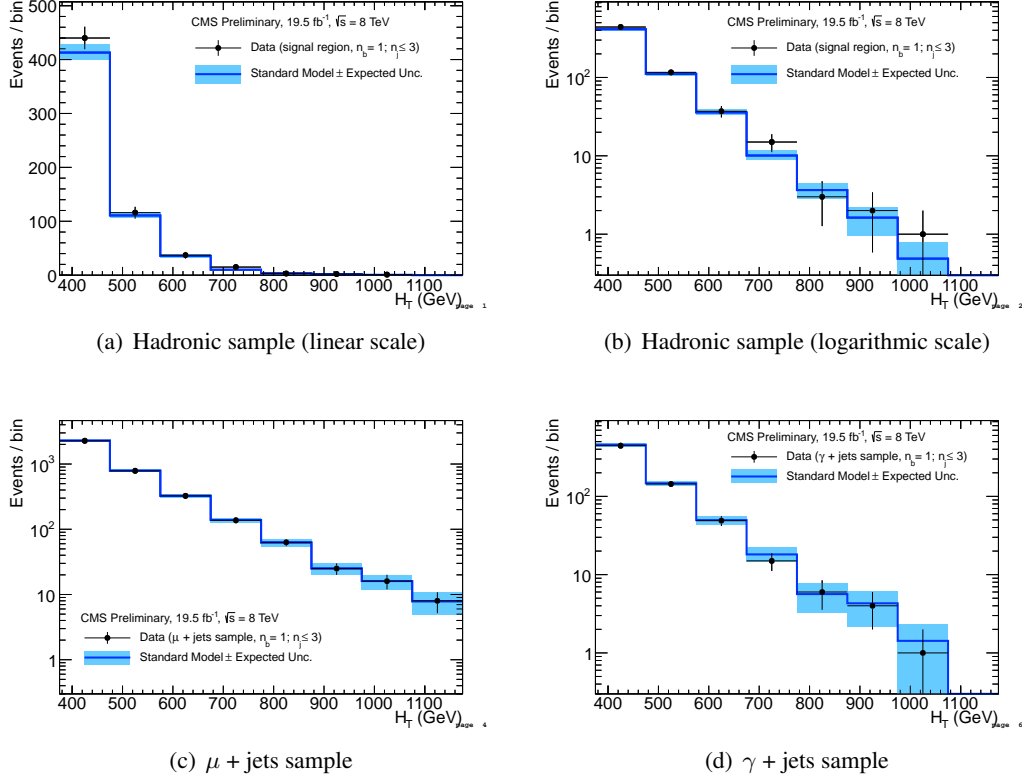 Events / bin
500
400
300
200
100
0
CMS Preliminary, 19.5 fb⁻¹, √s = 8 TeV
Data (signal region, n_b = 1; n_j ≤ 3)
Standard Model ± Expected Unc.
400 500 600 700 800 900 1000 1100
H_T (GeV)
page 1
(a) Hadronic sample (linear scale)
Events / bin
10²
10
1
CMS Preliminary, 19.5 fb⁻¹, √s = 8 TeV
Data (signal region, n_b = 1; n_j ≤ 3)
Standard Model ± Expected Unc.
400 500 600 700 800 900 1000 1100
H_T (GeV)
page 2
(b) Hadronic sample (logarithmic scale)
Events / bin
10³
10²
10
1
CMS Preliminary, 19.5 fb⁻¹, √s = 8 TeV
Data (μ + jets sample, n_b = 1; n_j ≤ 3)
Standard Model ± Expected Unc.
400 500 600 700 800 900 1000 1100
H_T (GeV)
page 4
(c) μ + jets sample
Events / bin
10²
10
1
CMS Preliminary, 19.5 fb⁻¹, √s = 8 TeV
Data (γ + jets sample, n_b = 1; n_j ≤ 3)
Standard Model ± Expected Unc.
400 500 600 700 800 900 1000 1100
H_T (GeV)
page 6
(d) γ + jets sample